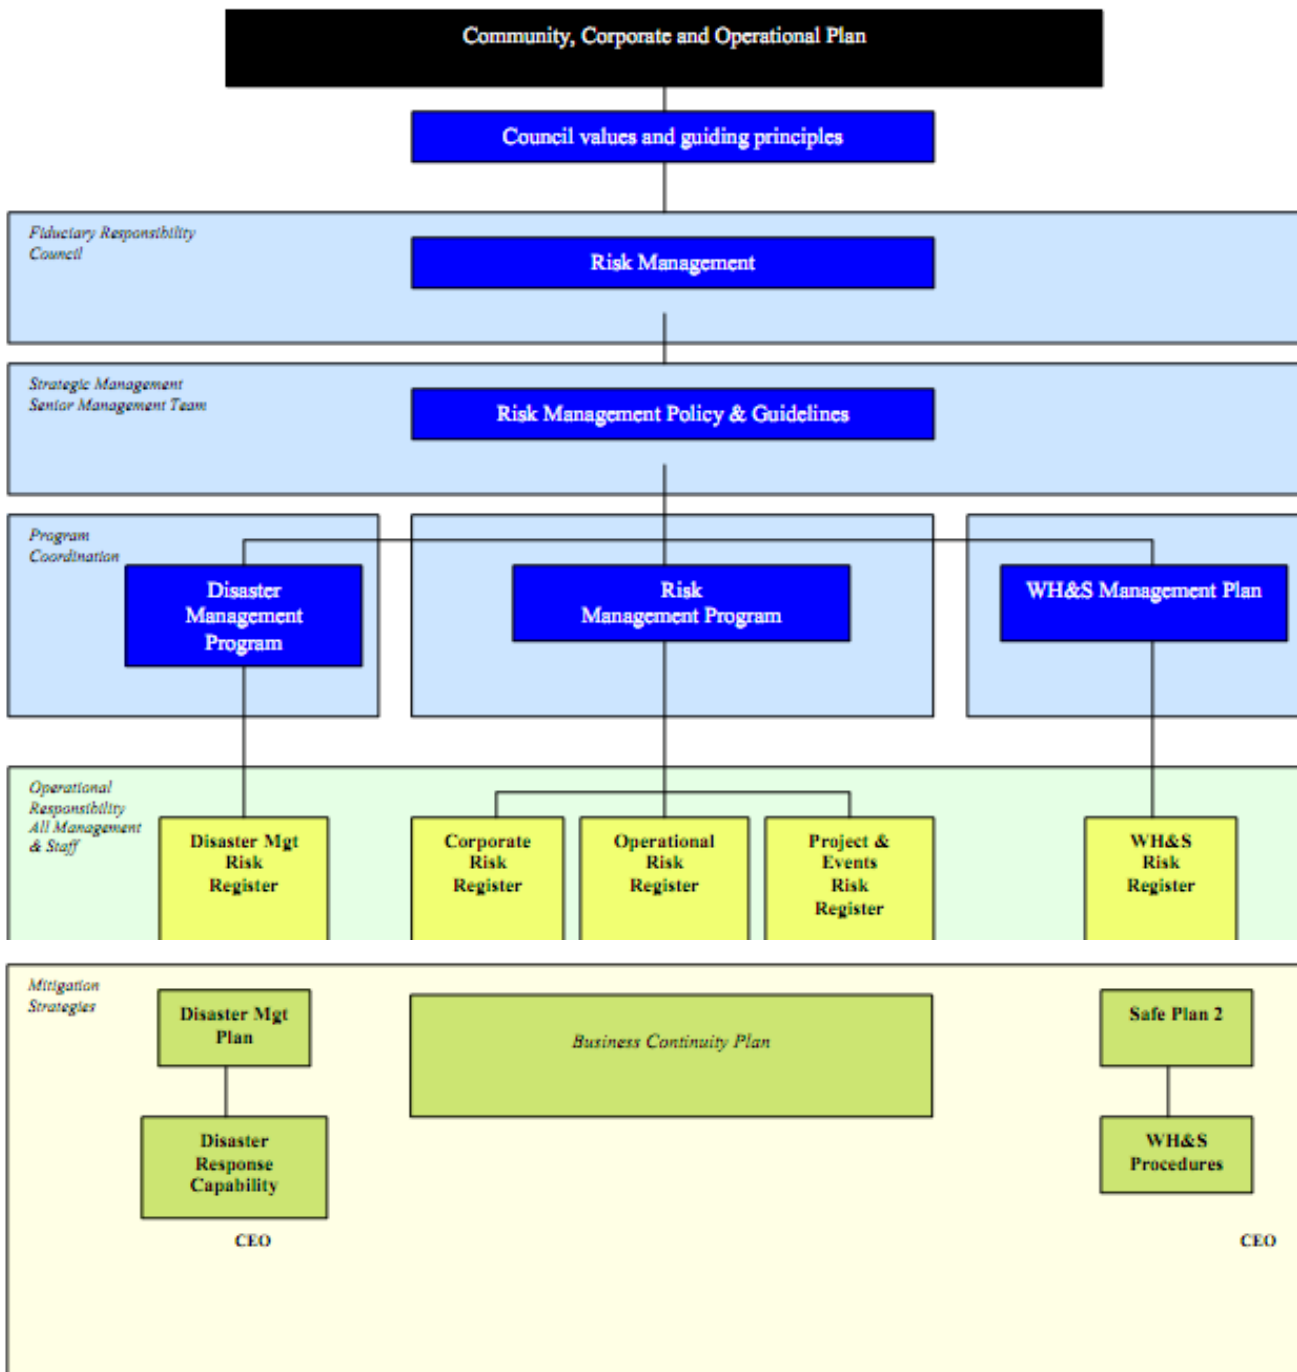 Community, Corporate and Operational Plan
Council values and guiding principles
Fiduciary Responsibility
Council
Risk Management
Strategic Management
Senior Management Team
Risk Management Policy & Guidelines
Program
Coordination
Disaster
Management
Program
Risk
Management Program
WH&S Management Plan
Operational
Responsibility
All Management
& Staff
Disaster Mgt
Risk
Register
Corporate
Risk
Register
Operational
Risk
Register
Project &
Events
Risk
Register
WH&S
Risk
Register
Mitigation
Strategies
Disaster Mgt
Plan
Business Continuity Plan
Safe Plan 2
Disaster
Response
Capability
WH&S
Procedures
CEO
CEO